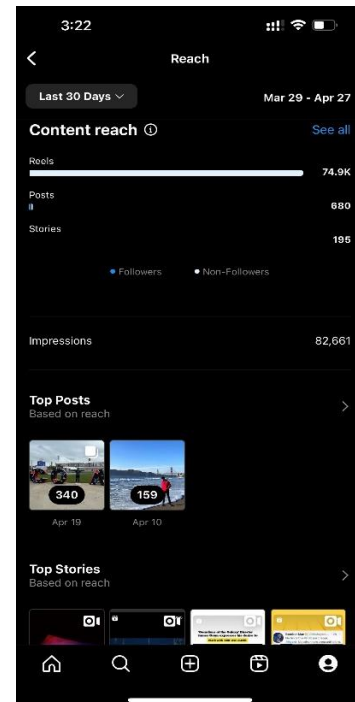 3:22
Reach
Last 30 Days
Mar 29 - Apr 27
Content reach
See all
Reels
74.9K
Posts
680
Stories
195
Followers
Non-Followers
Impressions
82,661
Top Posts
Based on reach
340
159
Apr 19
Apr 10
Top Stories
Based on reach